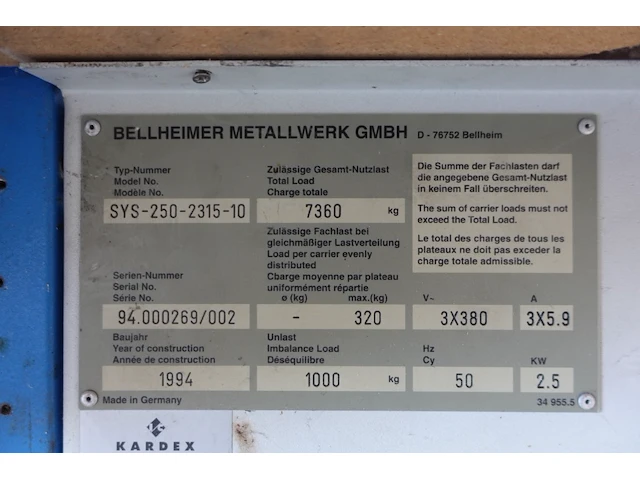 BELLHEIMER METALLWERK GMBH D - 76752 Bellheim
Typ-Nummer
Model No.
Modèle No.
SYS-250-2315-10
Zulässige Gesamt-Nutzlast
Total Load
Charge totale
7360 kg
Die Summe der Fachlasten darf
die angegebene Gesamt-Nutzlast
in keinem Fall überschreiten.
The sum of carrier loads must not
exceed the Total Load.
Le total des charges de tous les
plateaux ne doit pas exceder la
charge totale admissible.
Zulässige Fachlast bei
gleichmäßiger Lastverteilung
Load per carrier evenly
distributed
Cbarge moyenne par plateau
uniformément répartie
ø (kg) max.(kg)
- 320
Serien-Nummer
Serial No.
Série No.
94.000269/002
V~ A
3X380 3X5.9
Baujahr
Year of construction
Année de construction
1994
Unlast
Imbalance Load
Déséquilibre
1000 kg
Hz
Cy KW
50 2.5
Made in Germany
34 955.5
KARDEX